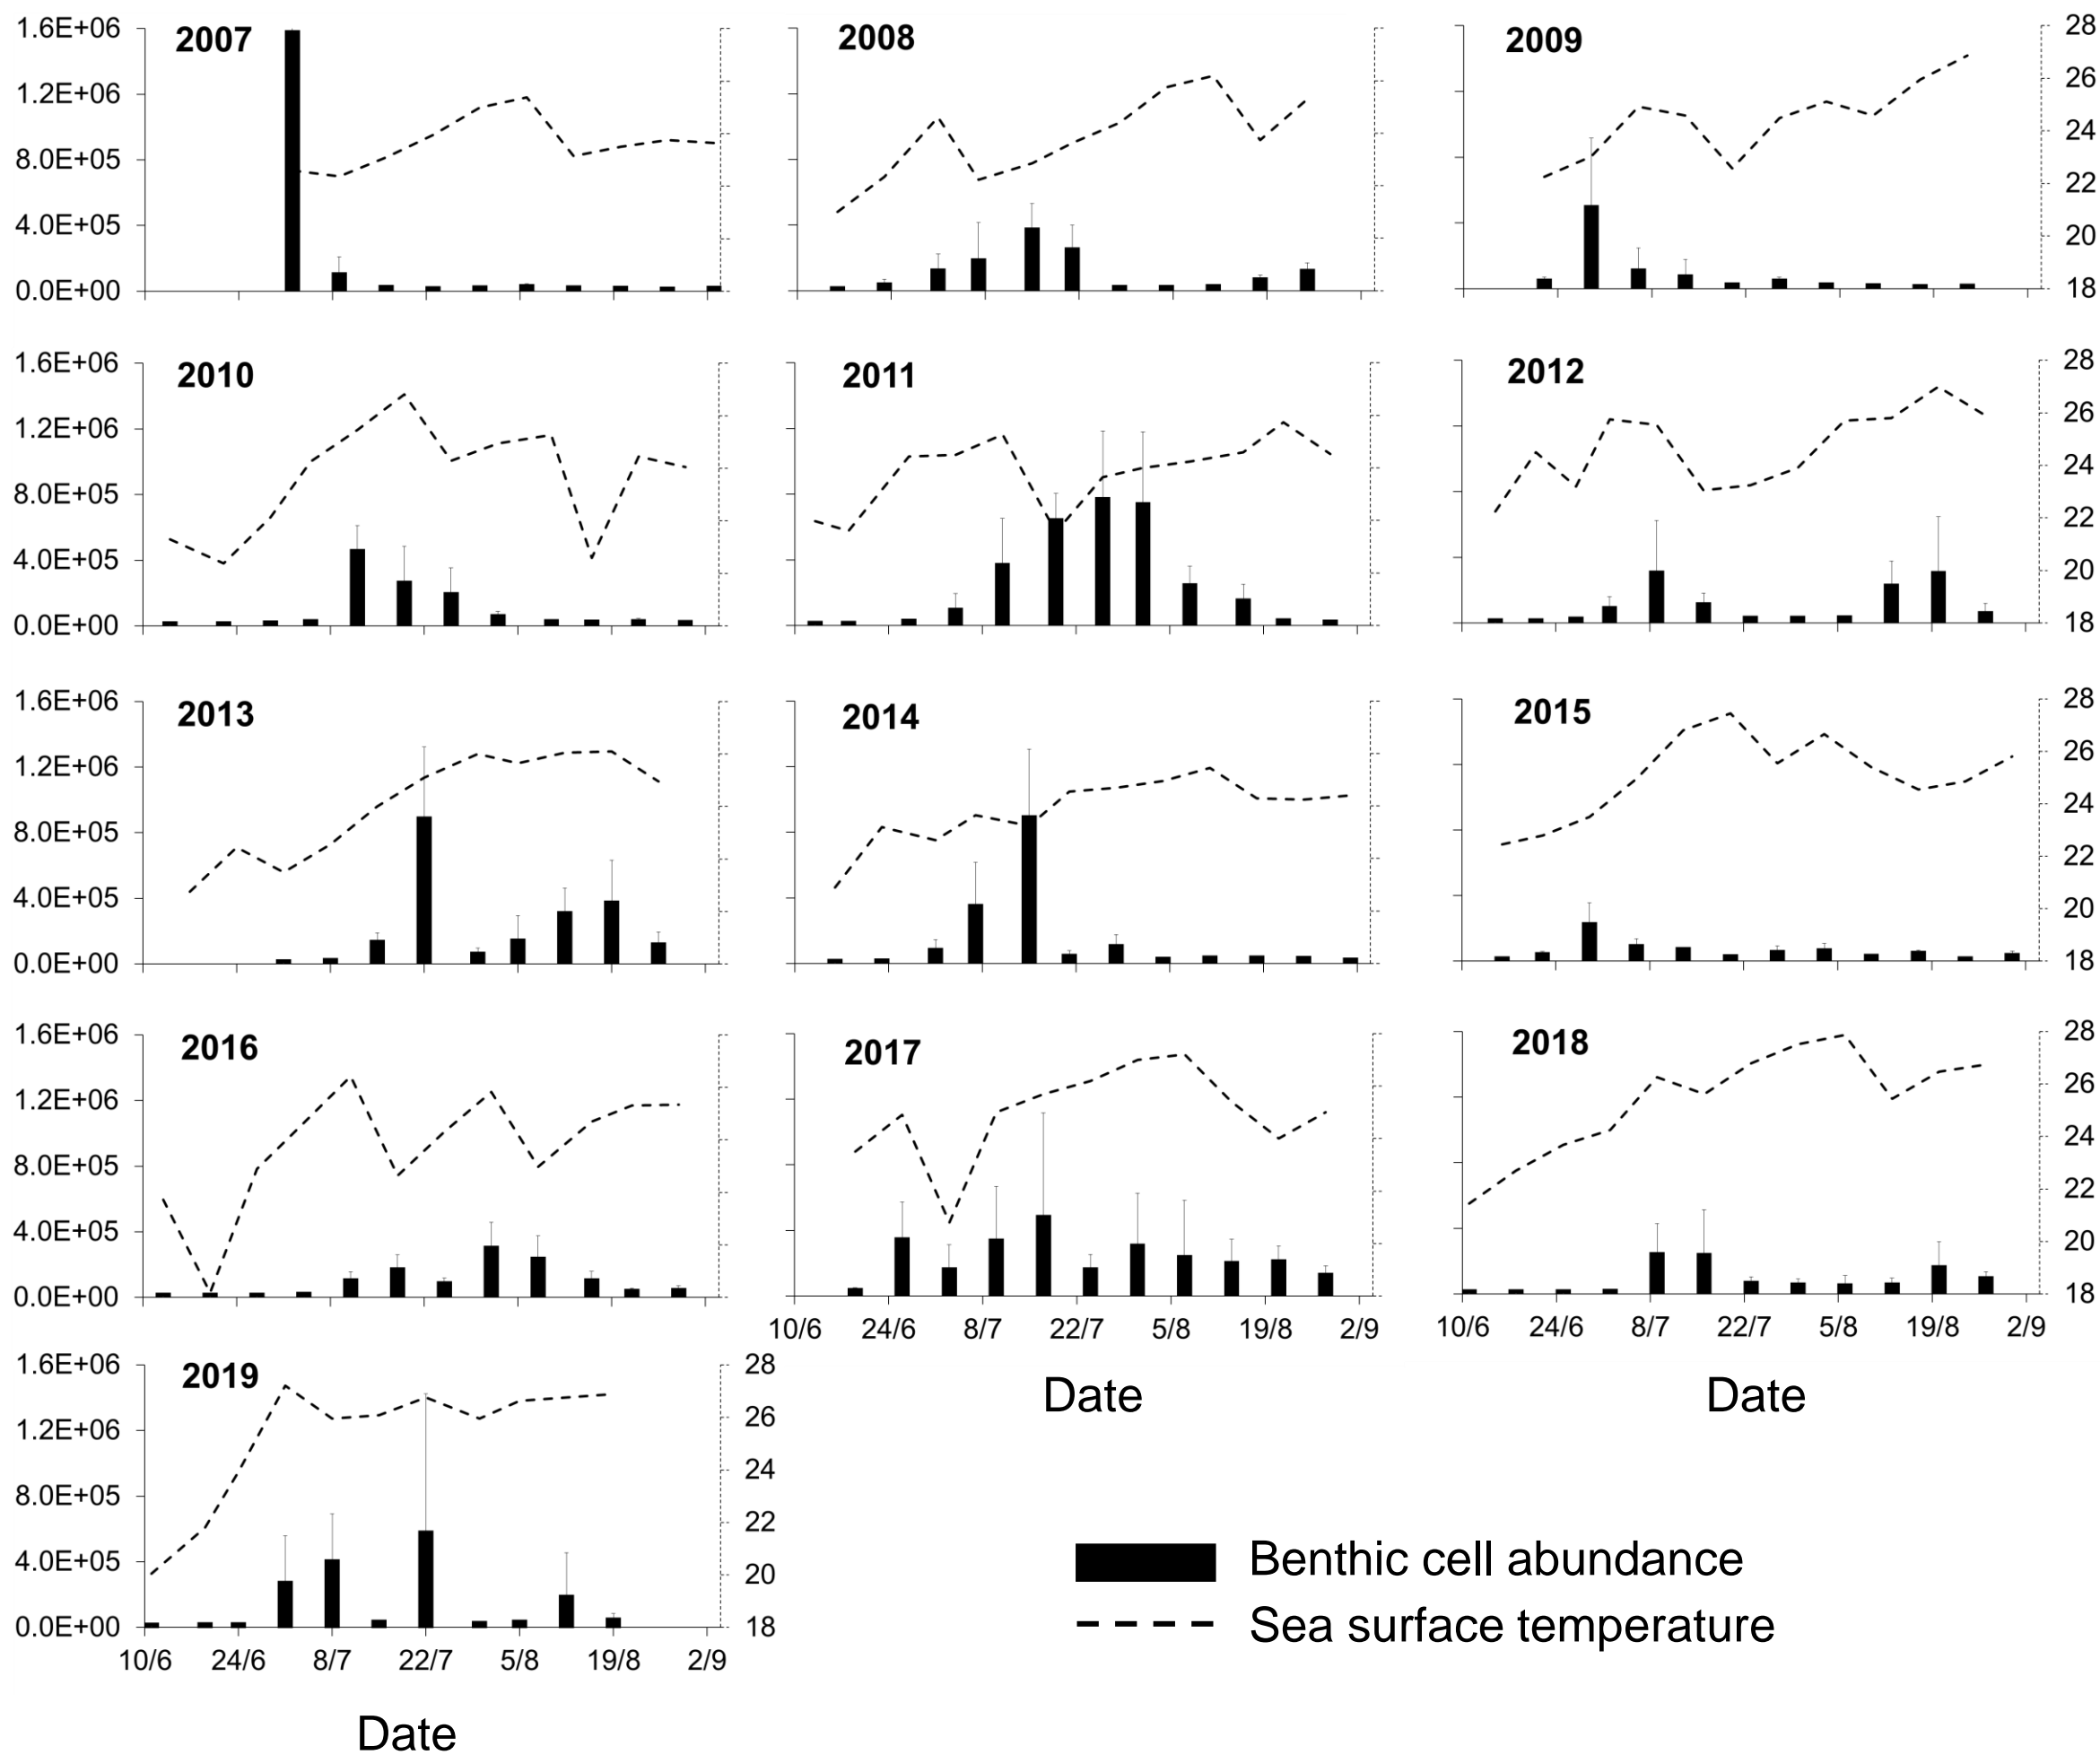 1.6E+06 2007 2008 2009 28
1.2E+06 26
24
8.0E+05
22
4.0E+05 20
0.0E+00 18
1.6E+06 2010 2011 2012 28
1.2E+06 26
24
8.0E+05
22
4.0E+05 20
0.0E+00 18
1.6E+06 2013 2014 2015 28
1.2E+06 26
24
8.0E+05
22
4.0E+05 20
0.0E+00 18
1.6E+06 2016 2017 2018 28
1.2E+06 26
24
8.0E+05
22
4.0E+05 20
0.0E+00 18
10/6 24/6 8/7 22/7 5/8 19/8 2/9 10/6 24/6 8/7 22/7 5/8 19/8 2/9
Date Date
1.6E+06 2019 28
26
1.2E+06
24
8.0E+05
22
4.0E+05 20
0.0E+00 18
10/6 24/6 8/7 22/7 5/8 19/8 2/9
Date
Benthic cell abundance
Sea surface temperature